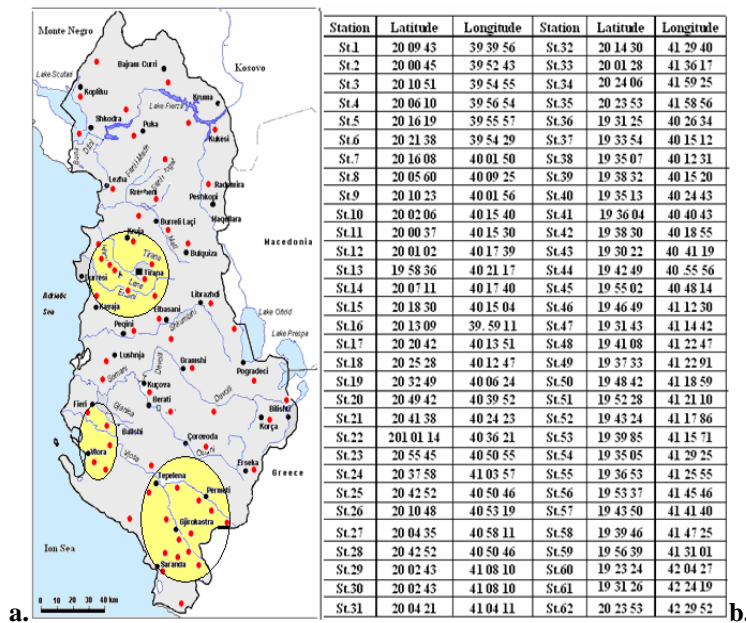 Monte Negro
Kosovo
Bajram Curri
Lake Scutari
Kopliku
Kruma
Lake Fierza
Shkodra
Puka
Kukesi
Buna
Drini
Fani i Madh
Fani i Vogel
Lezha
Rresheni
Radomira
Peshkopi
Burreli Laçi
Maqellara
Mati
Kruja
Bulquiza
Macedonia
Tirana
Tirana
Durresi
Lana
Erzeni
Adriatic
Sea
Kavaja
Elbasani
Librazhdi
Lake Ohrid
Peqini
Shkumbini
Lake Prespa
Lushnja
Gramshi
Pogradeci
Semani
Devolli
Kuçova
Berati
Devolli
Fieri
Gjanica
Bilishti
Korça
Ballshi
Çorovoda
Vlora
Vjosa
Osumi
Erseka
Greece
Tepelena
Permeti
Gjirokastra
Ion Sea
Saranda
0 10 20 30 40 km
a.
Station Latitude Longitude Station Latitude Longitude
St.1 20 09 43 39 39 56 St.32 20 14 30 41 29 40
St.2 20 00 45 39 52 43 St.33 20 01 28 41 36 17
St.3 20 10 51 39 54 55 St.34 20 24 06 41 59 25
St.4 20 06 10 39 56 54 St.35 20 23 53 41 58 56
St.5 20 16 19 39 55 57 St.36 19 31 25 40 26 34
St.6 20 21 38 39 54 29 St.37 19 33 54 40 15 12
St.7 20 16 08 40 01 50 St.38 19 35 07 40 12 31
St.8 20 05 60 40 09 25 St.39 19 38 32 40 15 20
St.9 20 10 23 40 01 56 St.40 19 35 13 40 24 43
St.10 20 02 06 40 15 40 St.41 19 36 04 40 40 43
St.11 20 00 37 40 15 30 St.42 19 38 30 40 18 55
St.12 20 01 02 40 17 39 St.43 19 30 22 40 41 19
St.13 19 58 36 40 21 17 St.44 19 42 49 40 .55 56
St.14 20 07 11 40 17 40 St.45 19 55 02 40 48 14
St.15 20 18 30 40 15 04 St.46 19 46 49 41 12 30
St.16 20 13 09 39. 59 11 St.47 19 31 43 41 14 42
St.17 20 20 42 40 13 51 St.48 19 41 08 41 22 47
St.18 20 25 28 40 12 47 St.49 19 37 33 41 22 91
St.19 20 32 49 40 06 24 St.50 19 48 42 41 18 59
St.20 20 49 42 40 39 52 St.51 19 52 28 41 21 10
St.21 20 41 38 40 24 23 St.52 19 43 24 41 17 86
St.22 201 01 14 40 36 21 St.53 19 39 85 41 15 71
St.23 20 55 45 40 50 55 St.54 19 35 05 41 29 25
St.24 20 37 58 41 03 57 St.55 19 36 53 41 25 55
St.25 20 42 52 40 50 46 St.56 19 53 37 41 45 46
St.26 20 10 48 40 53 19 St.57 19 43 50 41 41 40
St.27 20 04 35 40 58 11 St.58 19 39 46 41 47 25
St.28 20 42 52 40 50 46 St.59 19 56 39 41 31 01
St.29 20 02 43 41 08 10 St.60 19 23 24 42 04 27
St.30 20 02 43 41 08 10 St.61 19 31 26 42 24 19
St.31 20 04 21 41 04 11 St.62 20 23 53 42 29 52
b.